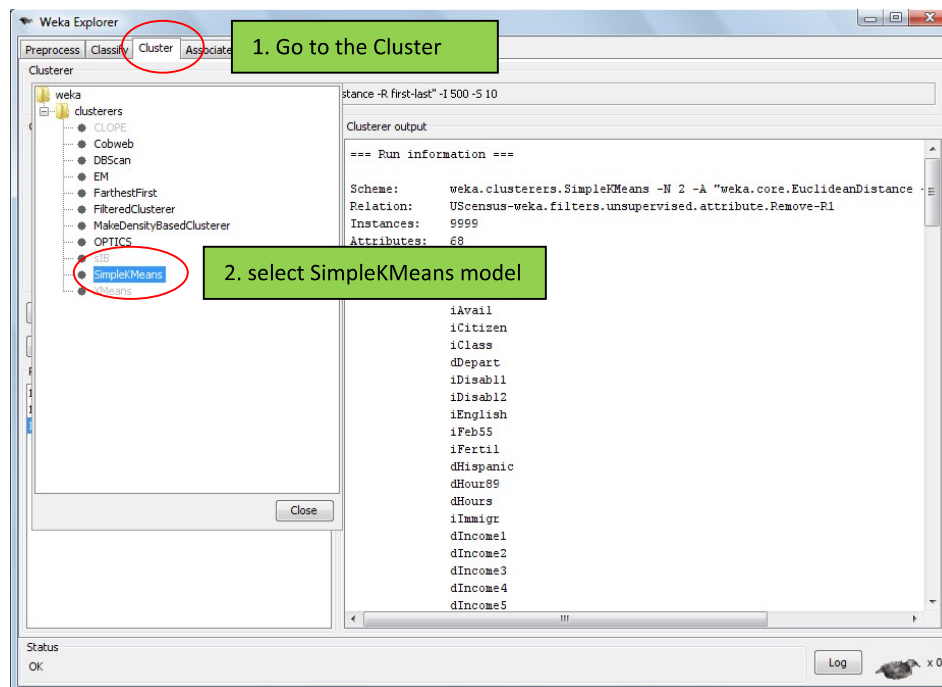 Weka Explorer
Preprocess Classify Cluster Associate
1. Go to the Cluster
Clusterer
stance -R first-last" -I 500 -S 10
weka
clusterers
CLOPE
Cobweb
DBScan
EM
FarthestFirst
FilteredClusterer
MakeDensityBasedClusterer
OPTICS
sIB
SimpleKMeans
XMeans
2. select SimpleKMeans model
Close
Clusterer output
=== Run information ===
Scheme: weka.clusterers.SimpleKMeans -N 2 -A "weka.core.EuclideanDistance -
Relation: UScensus-weka.filters.unsupervised.attribute.Remove-R1
Instances: 9999
Attributes: 68
iAvail
iCitizen
iClass
dDepart
iDisabl1
iDisabl2
iEnglish
iFeb55
iFertil
dHispanic
dHour89
dHours
iImmigr
dIncome1
dIncome2
dIncome3
dIncome4
dIncome5
Status
OK
Log
x 0